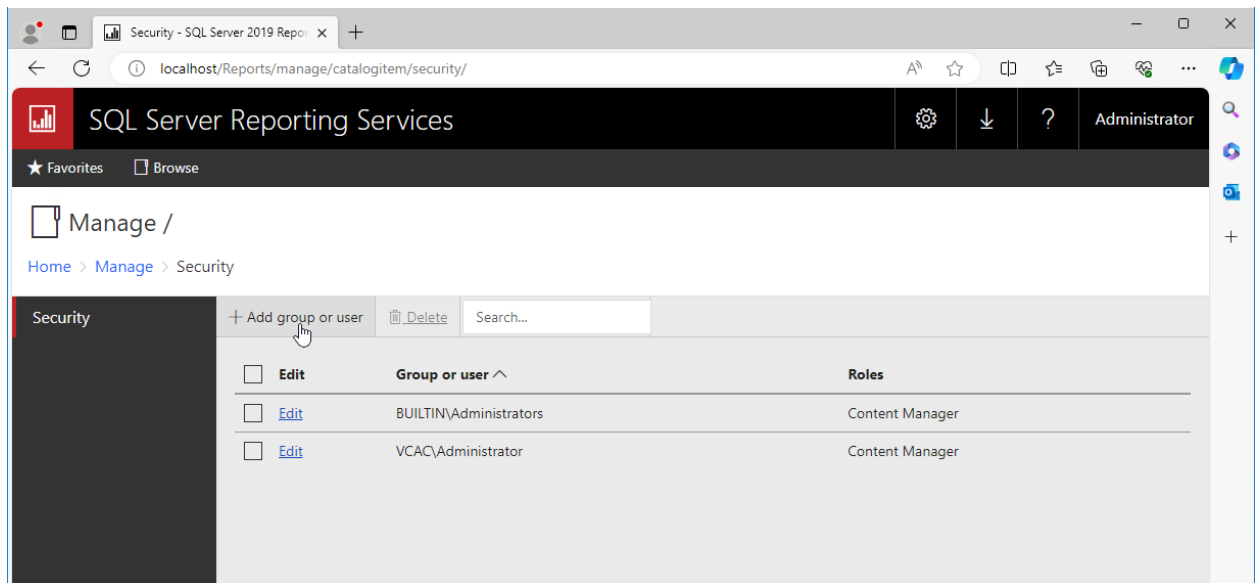 Security - SQL Server 2019 Repor
localhost/Reports/manage/catalogitem/security/
SQL Server Reporting Services
? Administrator
Favorites Browse
Manage /
Home > Manage > Security
Security
+ Add group or user Delete Search...
Edit Group or user Roles
Edit BUILTIN\Administrators Content Manager
Edit VCAC\Administrator Content Manager